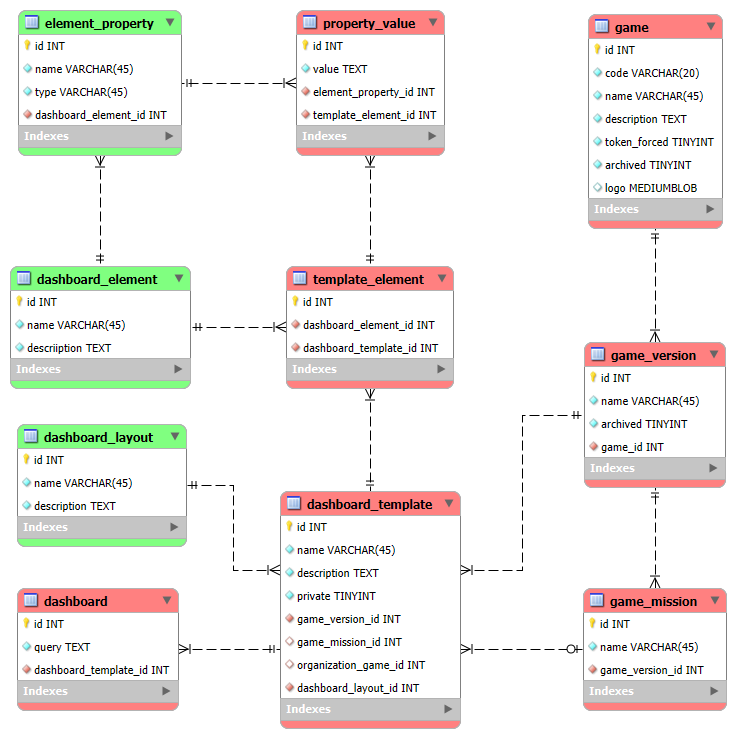 element_property
id INT
name VARCHAR(45)
type VARCHAR(45)
dashboard_element_id INT
Indexes
property_value
id INT
value TEXT
element_property_id INT
template_element_id INT
Indexes
game
id INT
code VARCHAR(20)
name VARCHAR(45)
description TEXT
token_forced TINYINT
archived TINYINT
logo MEDIUMBLOB
Indexes
dashboard_element
id INT
name VARCHAR(45)
descriiption TEXT
Indexes
template_element
id INT
dashboard_element_id INT
dashboard_template_id INT
Indexes
game_version
id INT
name VARCHAR(45)
archived TINYINT
game_id INT
Indexes
dashboard_layout
id INT
name VARCHAR(45)
description TEXT
Indexes
dashboard_template
id INT
name VARCHAR(45)
description TEXT
private TINYINT
game_version_id INT
game_mission_id INT
organization_game_id INT
dashboard_layout_id INT
Indexes
dashboard
id INT
query TEXT
dashboard_template_id INT
Indexes
game_mission
id INT
name VARCHAR(45)
game_version_id INT
Indexes